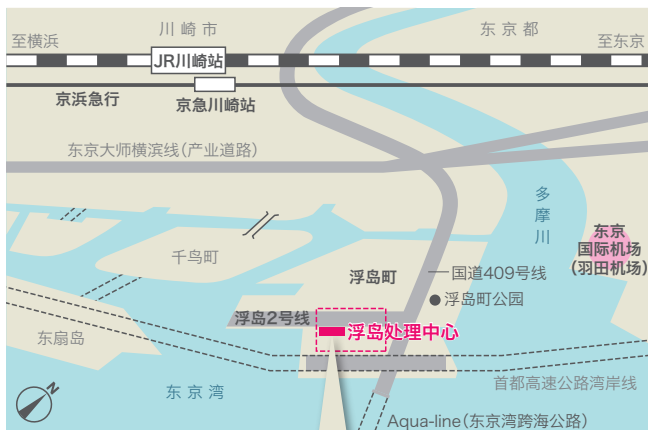 川崎市
东京都
至横浜
至东京
JR川崎站
京浜急行
京急川崎站
东京大师横滨线(产业道路)
多摩川
东京
国际机场
(羽田机场)
千鸟町
浮岛町
国道409号线
浮岛町公园
浮岛2号线
浮岛处理中心
东扇岛
首都高速公路湾岸线
东京湾
N
Aqua-line(东京湾跨海公路)